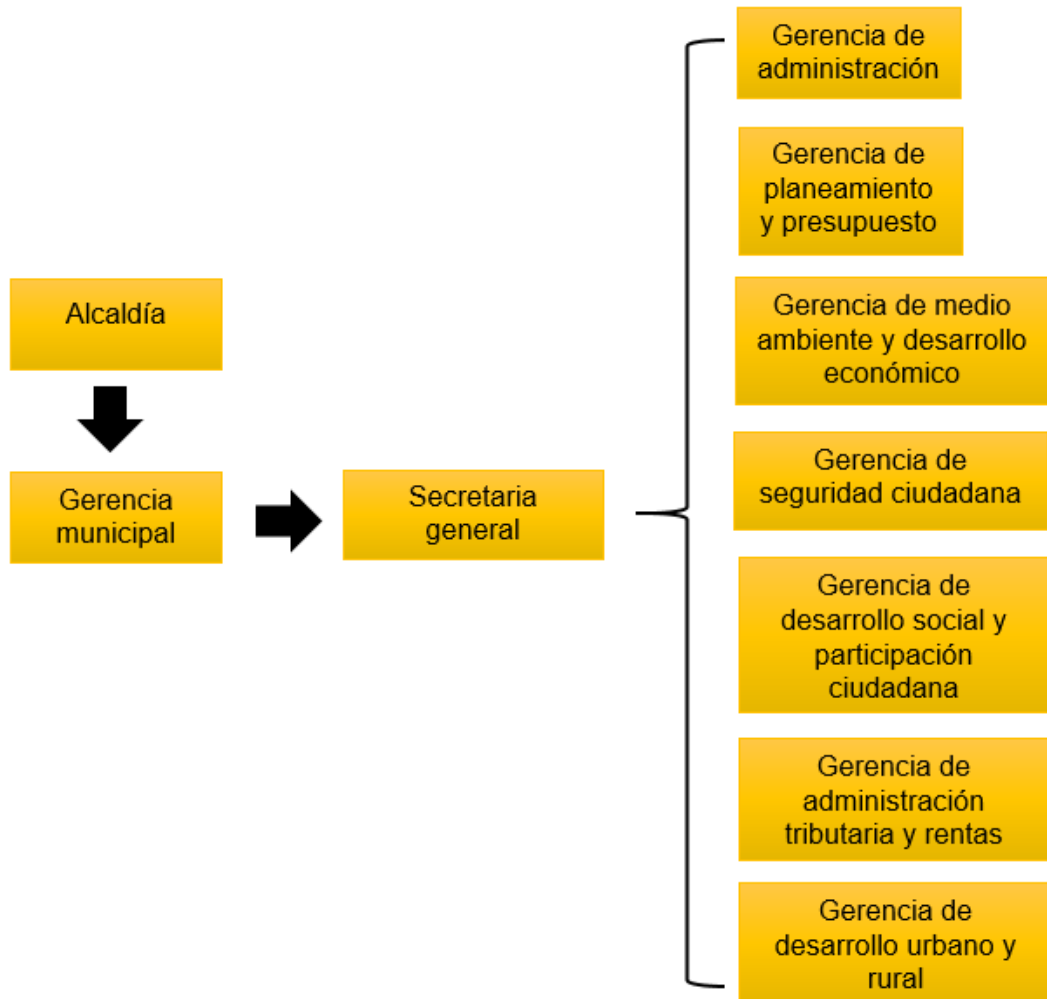 Alcaldía
Gerencia
municipal
Secretaria
general
Gerencia de
administración
Gerencia de
planeamiento
y presupuesto
Gerencia de medio
ambiente y desarrollo
económico
Gerencia de
seguridad ciudadana
Gerencia de
desarrollo social y
participación
ciudadana
Gerencia de
administración
tributaria y rentas
Gerencia de
desarrollo urbano y
rural